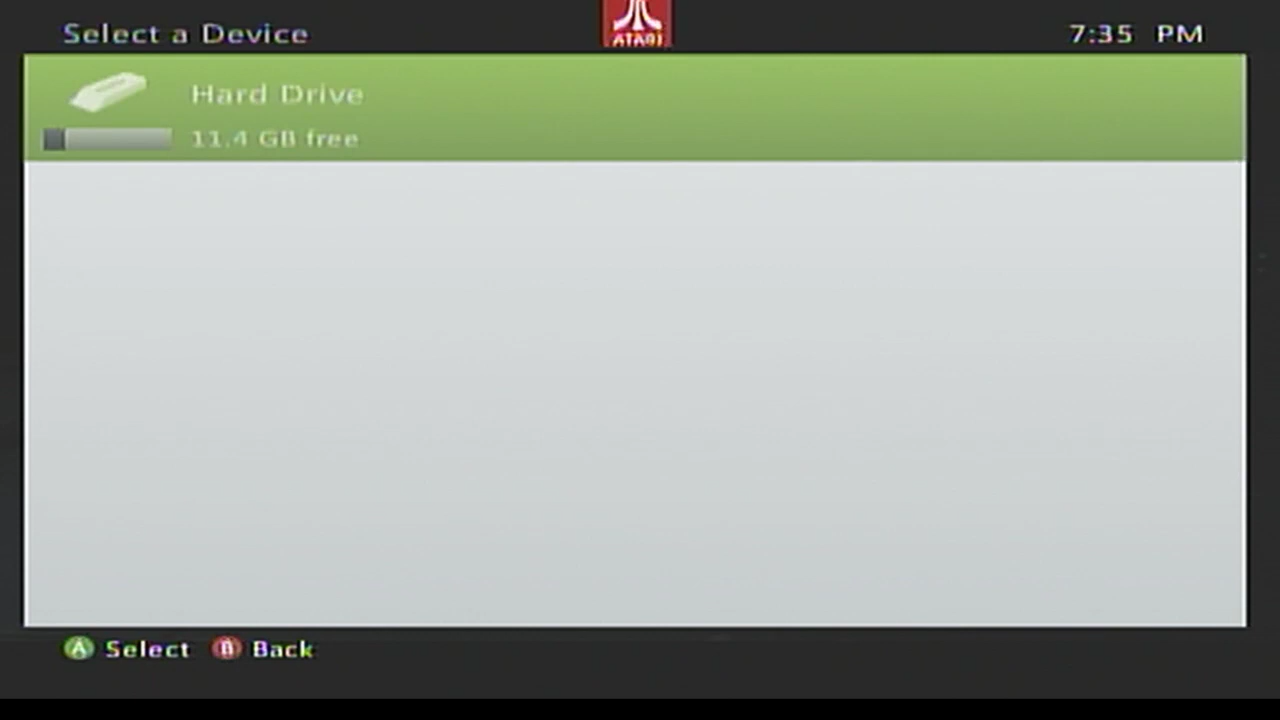 Select a Device
ATARI
7:35 PM
Hard Drive
11.4 GB free
A Select B Back